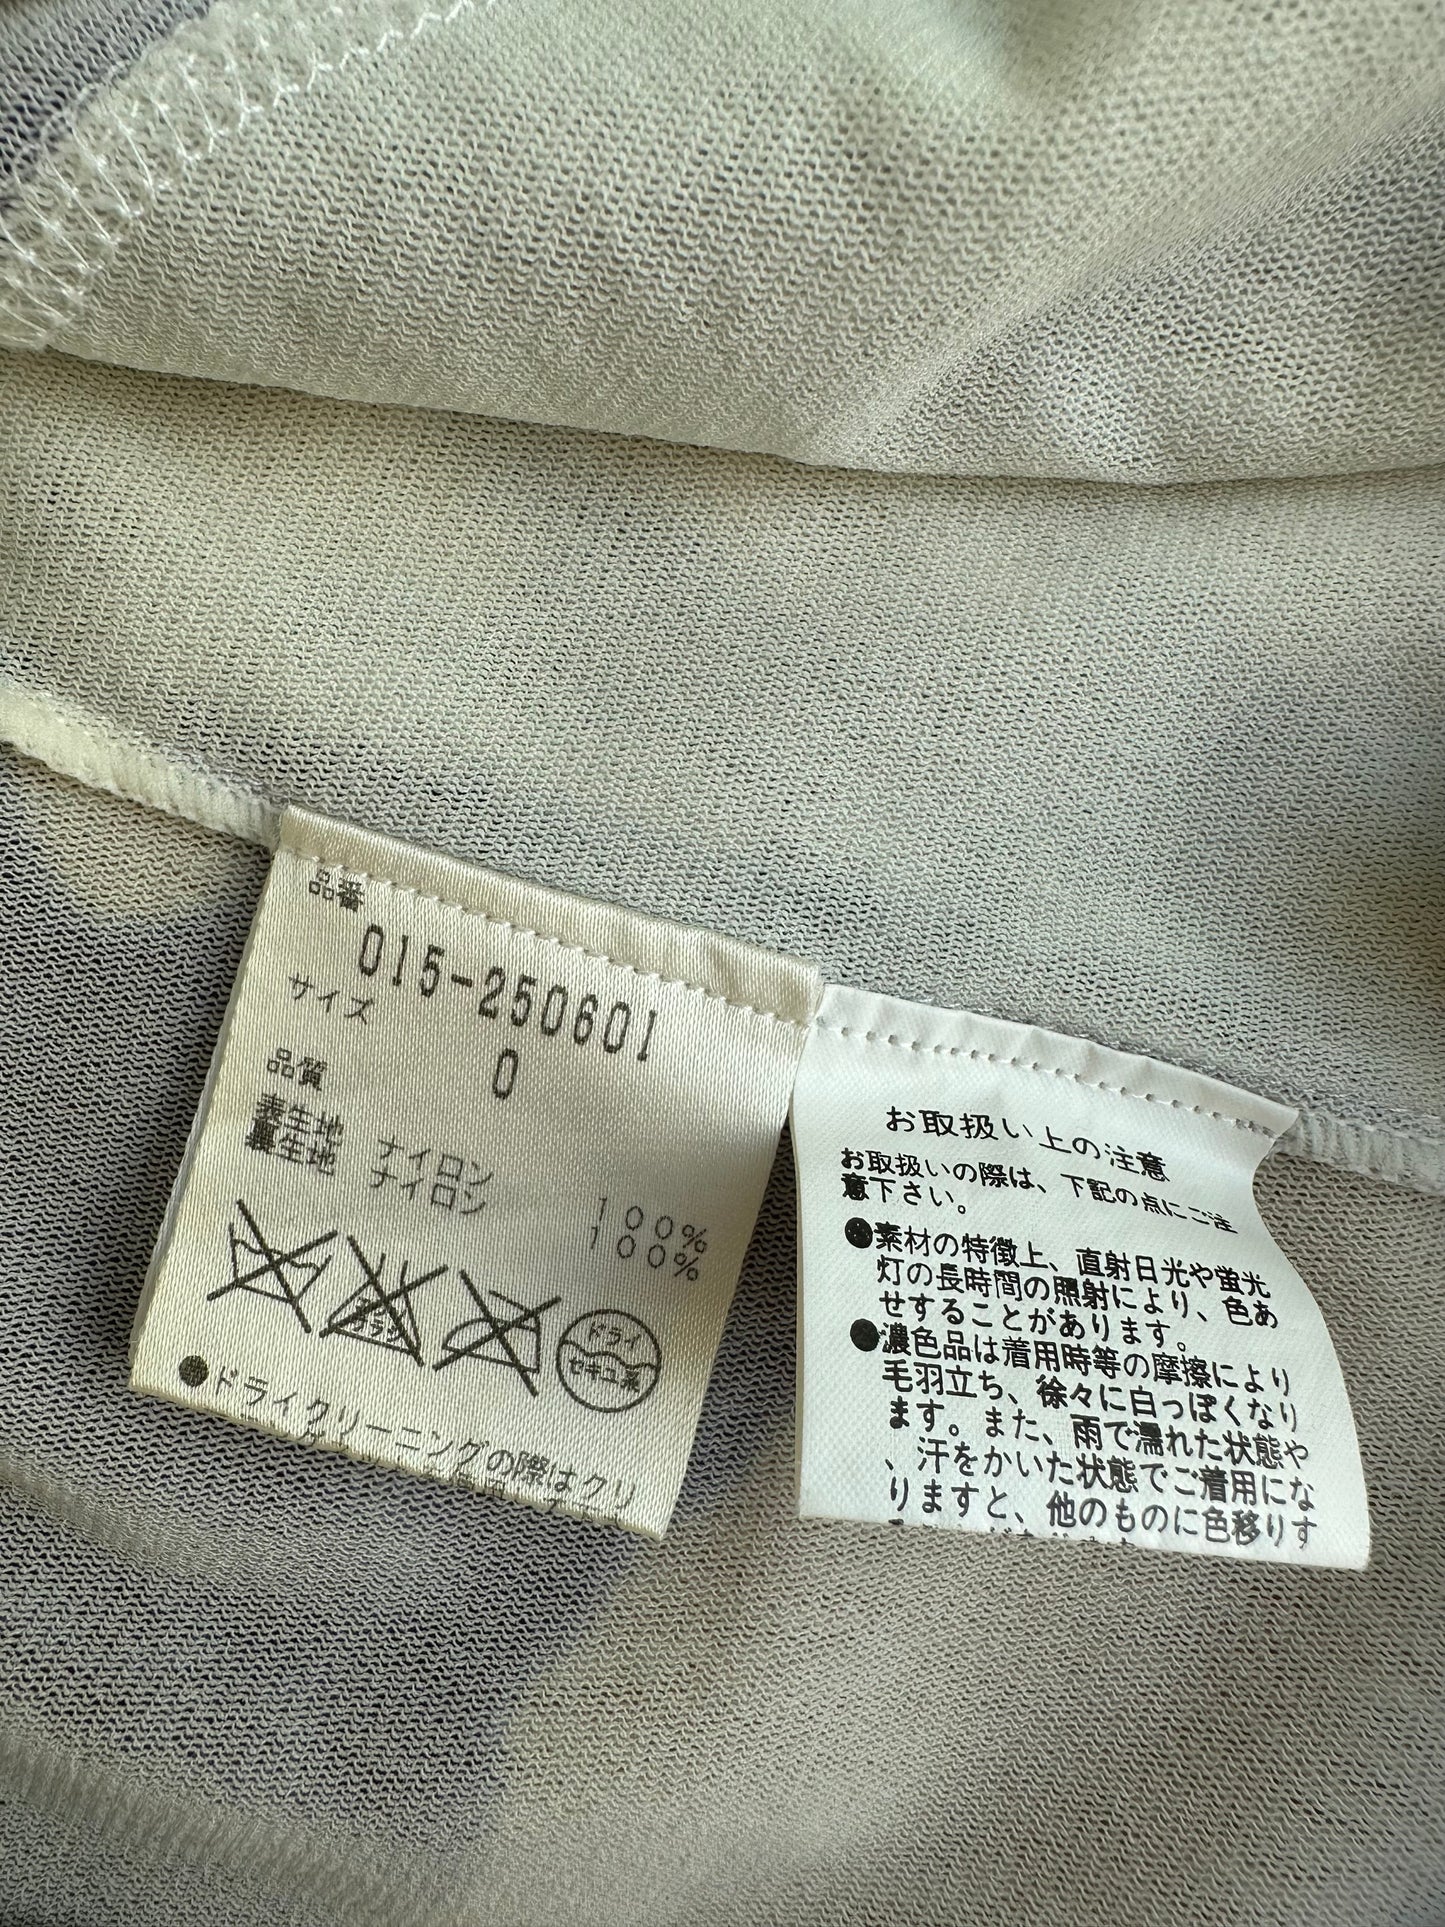 品番
015-250601
サイズ
0
品質
表生地 ナイロン 100%
裏生地 ナイロン 100%
エンソ
サラシ
ドライ
セキユ系
●ドライクリーニングの際はクリ
お取扱い上の注意
お取扱いの際は、下記の点にご注
意下さい。
●素材の特徴上、直射日光や蛍光
灯の長時間の照射により、色あ
せすることがあります。
●濃色品は着用時等の摩擦により
毛羽立ち、徐々に白っぽくなり
ます。また、雨で濡れた状態や
、汗をかいた状態でご着用にな
りますと、他のものに色移りす